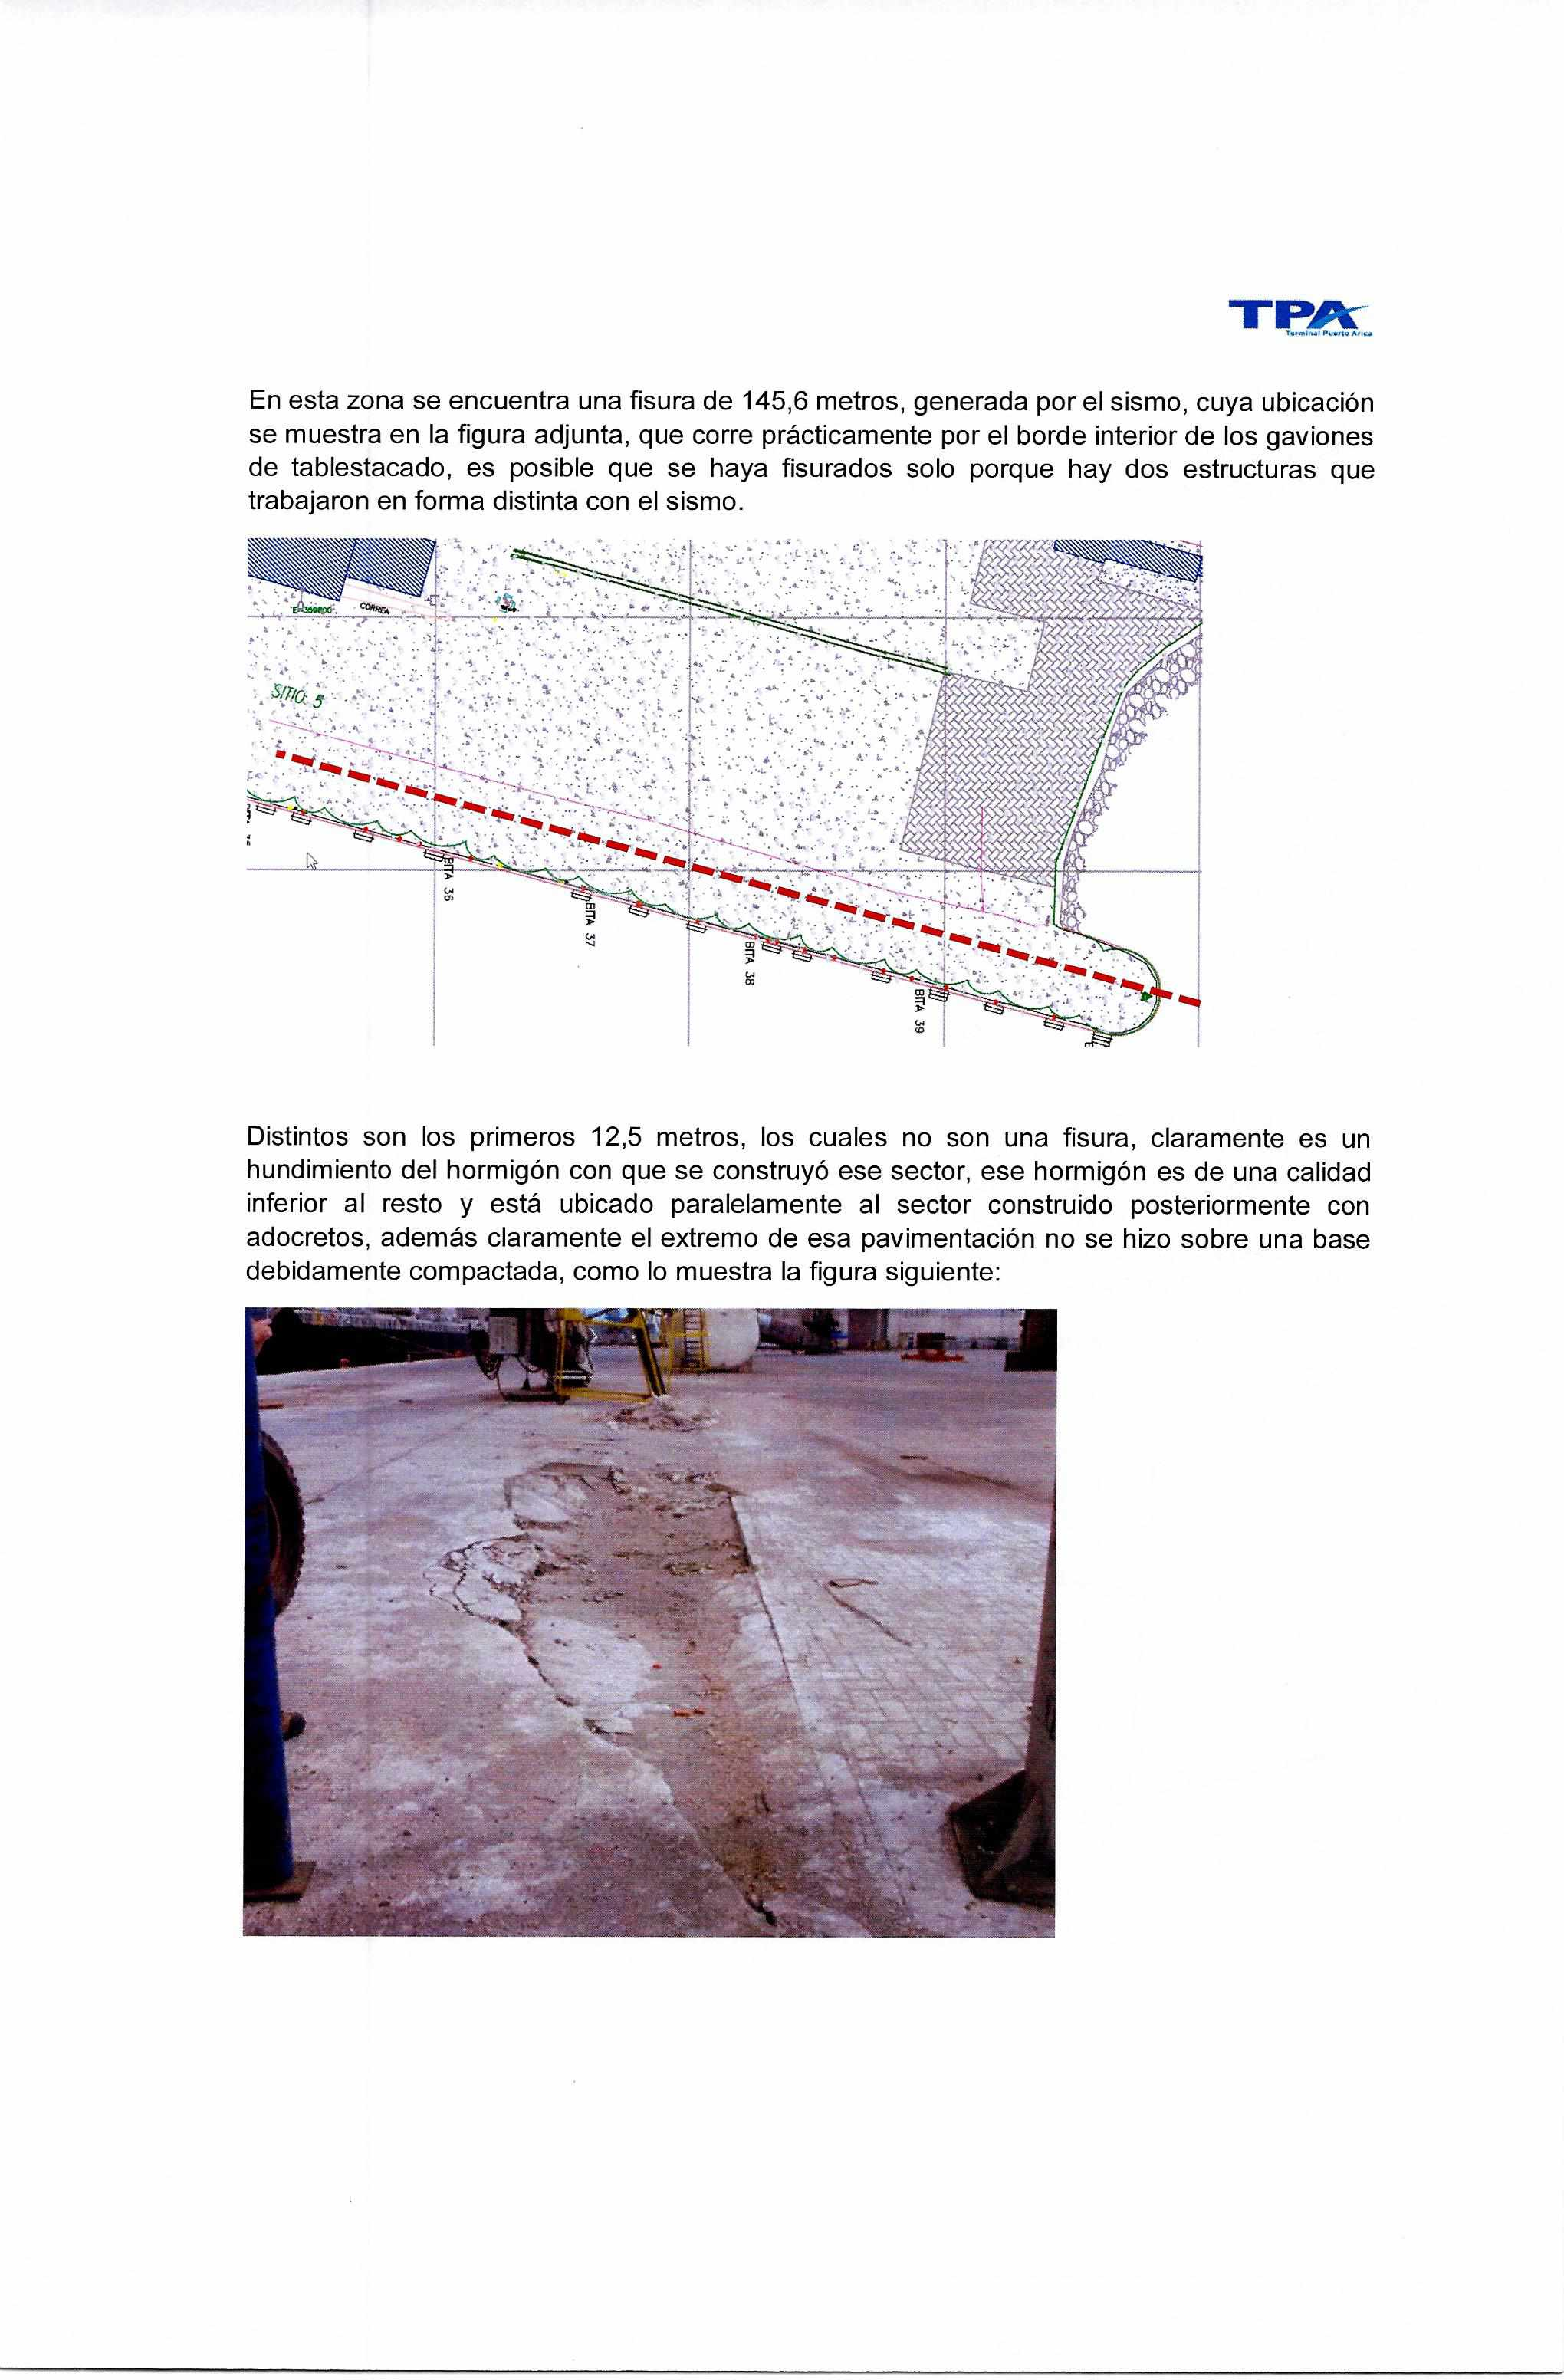 TPA
Terminal Puerto Arica
En esta zona se encuentra una fisura de 145,6 metros, generada por el sismo, cuya ubicación
se muestra en la figura adjunta, que corre prácticamente por el borde interior de los gaviones
de tablestacado, es posible que se haya fisurados solo porque hay dos estructuras que
trabajaron en forma distinta con el sismo.
CORREA
SITIO 5
BITA 36
BITA 37
BITA 38
BITA 39
Distintos son los primeros 12,5 metros, los cuales no son una fisura, claramente es un
hundimiento del hormigón con que se construyó ese sector, ese hormigón es de una calidad
inferior al resto y está ubicado paralelamente al sector construido posteriormente con
adocretos, además claramente el extremo de esa pavimentación no se hizo sobre una base
debidamente compactada, como lo muestra la figura siguiente: